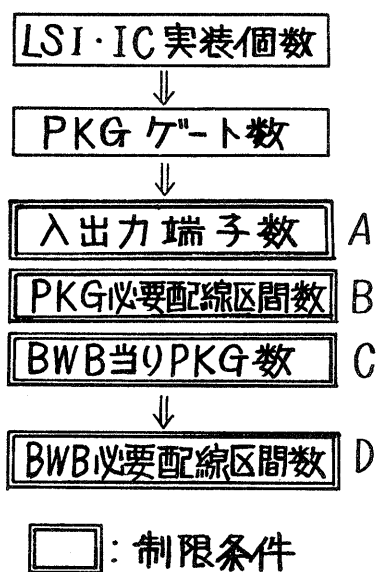 LSI・IC実装個数
⇓
PKGゲート数
⇓
入出力端子数 A
PKG必要配線区間数 B
BWB当りPKG数 C
⇓
BWB必要配線区間数 D
: 制限条件